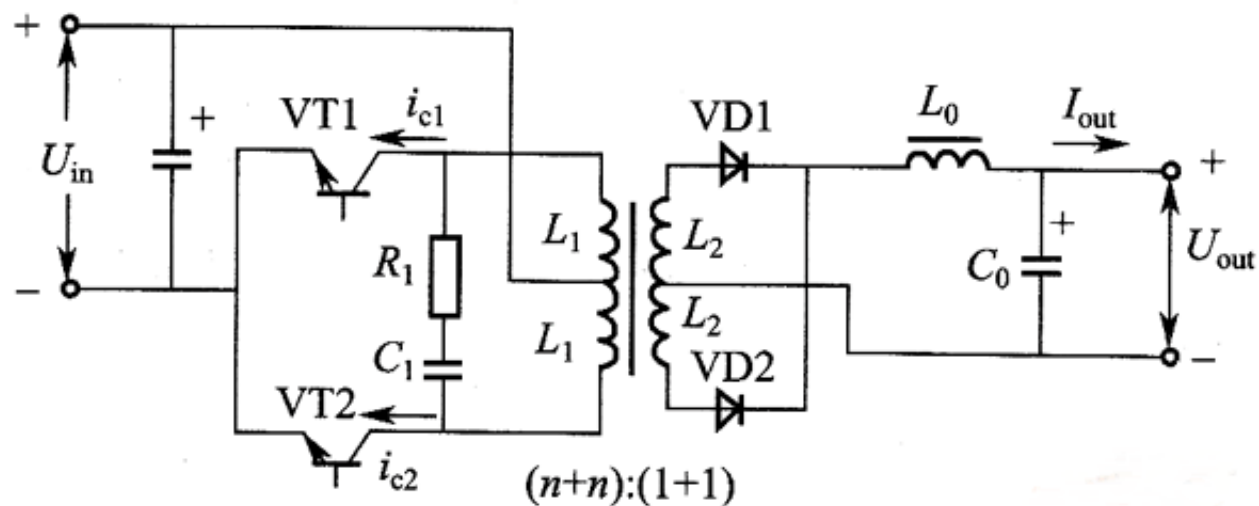 +
+
VT1
i_c1
VD1
L_0
I_out
+
U_in
L_1
L_2
R_1
+
C_0
U_out
−
L_1
L_2
C_1
VT2
VD2
−
i_c2
(n+n):(1+1)